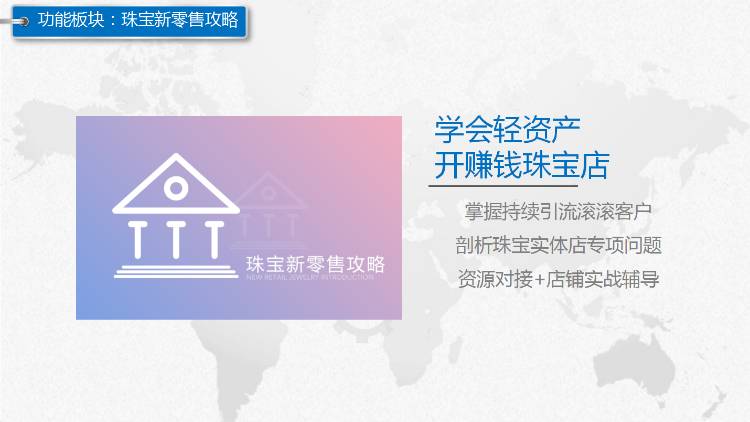 功能板块：珠宝新零售攻略
学会轻资产
开赚钱珠宝店
掌握持续引流滚滚客户
剖析珠宝实体店专项问题
资源对接+店铺实战辅导
珠宝新零售攻略
NEW RETAIL JEWELRY INTRODUCTION